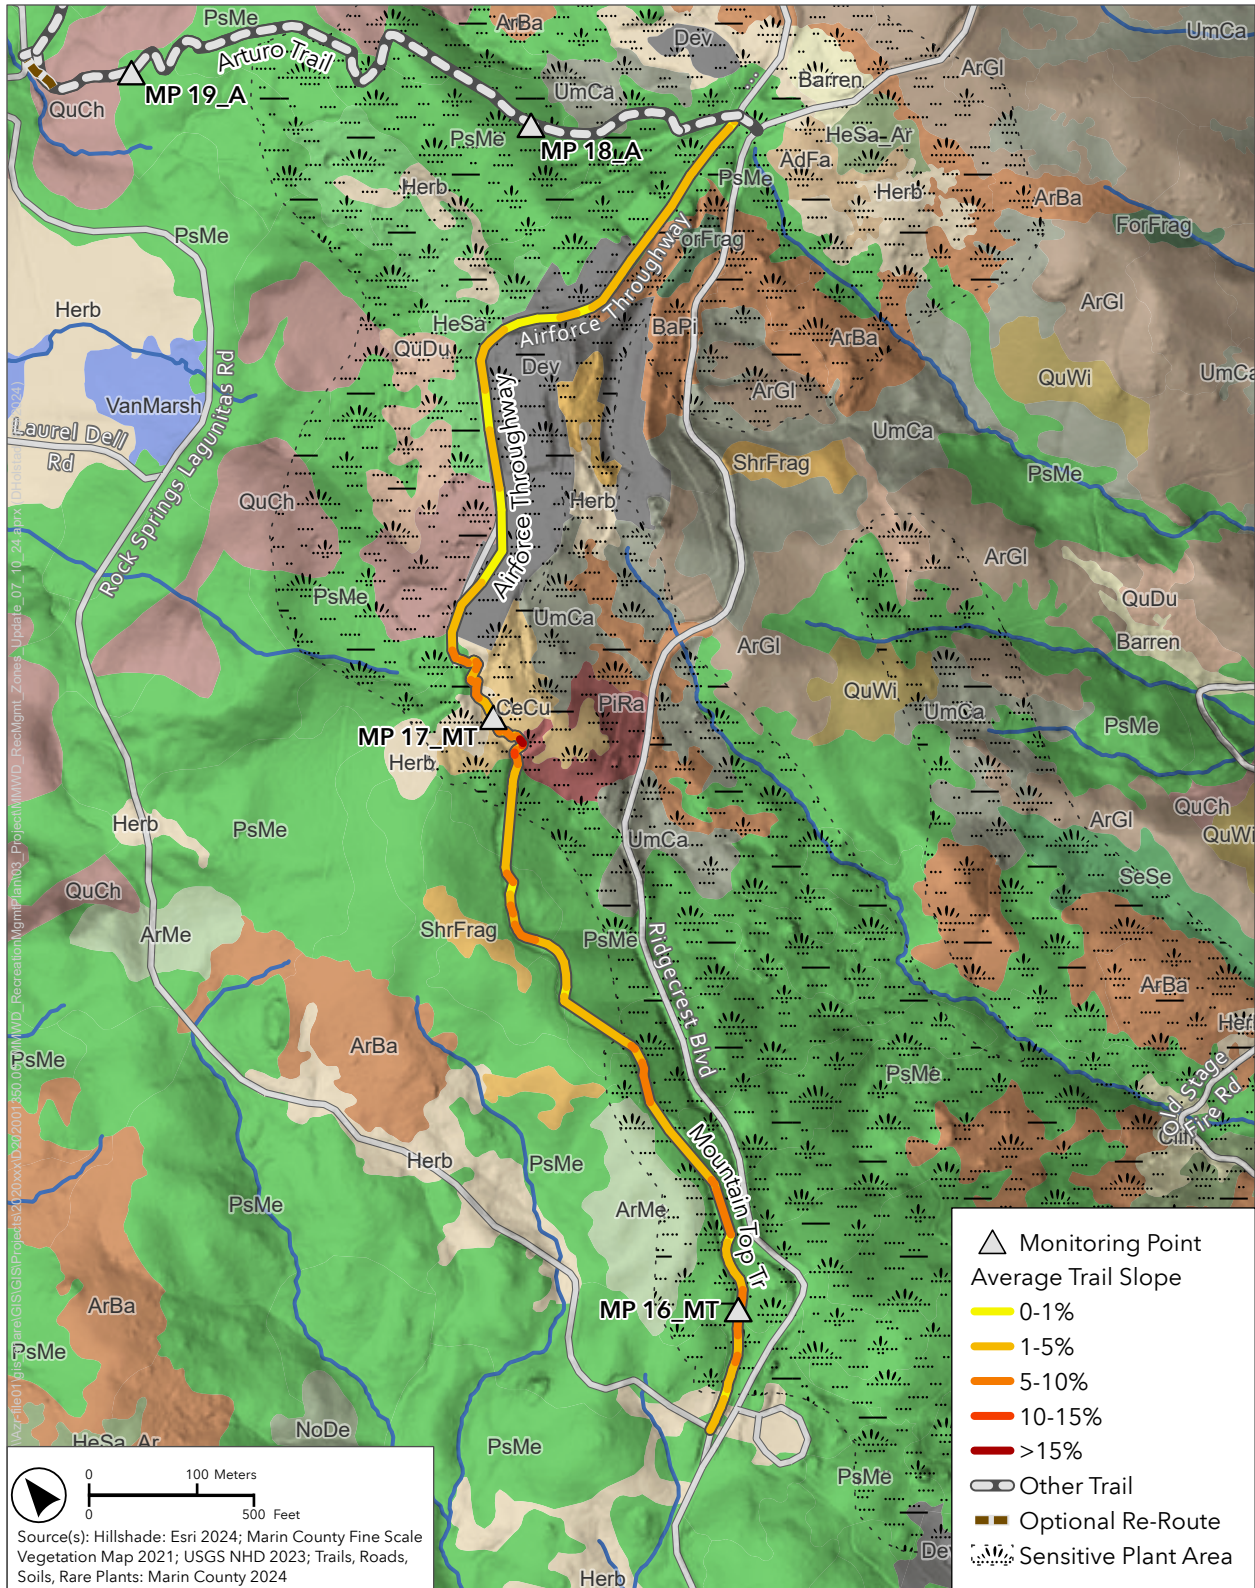 PsMe
ArBa
Dev
UmCa
Arturo Trail
Barren
ArGl
MP 19_A
UmCa
QuCh
PsMe
MP 18_A
HeSa_Ar
AdFa
PsMe
Herb
Herb
ArBa
PsMe
ForFrag
orFrag
Herb
HeSa
Airforce Throughway
BaPi
ArGl
ArBa
QuDu
Dev
QuWi
UmCa
ArGl
VanMarsh
Laurel Dell
Rd
Rock Springs Lagunitas Rd
Airforce Throughway
UmCa
ShrFrag
PsMe
QuCh
Herb
ArGl
PsMe
QuDu
UmCa
Barren
ArGl
QuWi
CeCu
PiRa
UmCa
PsMe
MP 17_MT
Herb
QuCh
Herb
PsMe
UmCa
ArGl
QuWi
SeSe
QuCh
ArMe
ShrFrag
PsMe
Ridgecrest Blvd
ArBa
Her
ArBa
PsMe
PsMe
Old Stage
Fire Rd
Cliff
Mountain Top Tr
Herb
PsMe
PsMe
ArMe
ArBa
MP 16_MT
PsMe
NoDe
HeSa_Ar
PsMe
PsMe
De
Herb
Monitoring Point
Average Trail Slope
0-1%
1-5%
5-10%
10-15%
>15%
Other Trail
Optional Re-Route
Sensitive Plant Area
0 100 Meters
0 500 Feet
Source(s): Hillshade: Esri 2024; Marin County Fine Scale
Vegetation Map 2021; USGS NHD 2023; Trails, Roads,
Soils, Rare Plants: Marin County 2024